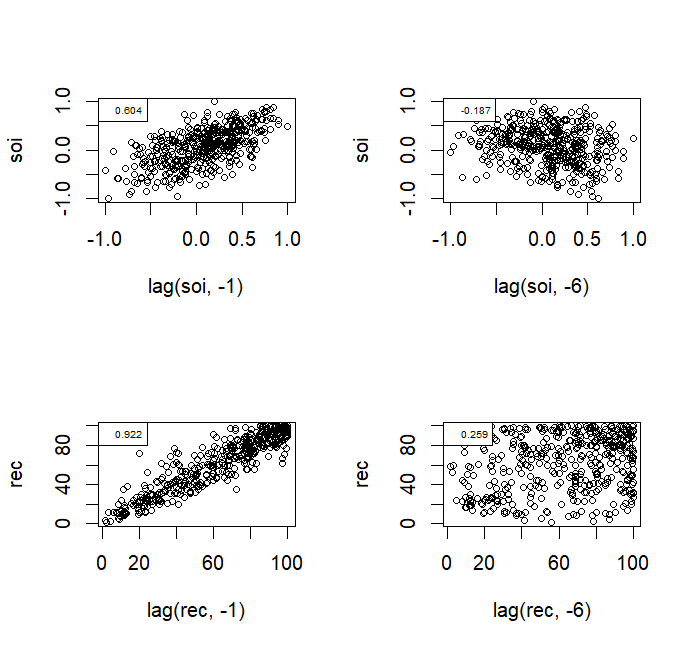 0.604
soi
1.0
0.0
-1.0
-1.0 0.0 0.5 1.0
lag(soi, -1)
-0.187
soi
1.0
0.0
-1.0
-1.0 0.0 0.5 1.0
lag(soi, -6)
0.922
rec
80
40
0
0 20 60 100
lag(rec, -1)
0.259
rec
80
40
0
0 20 60 100
lag(rec, -6)